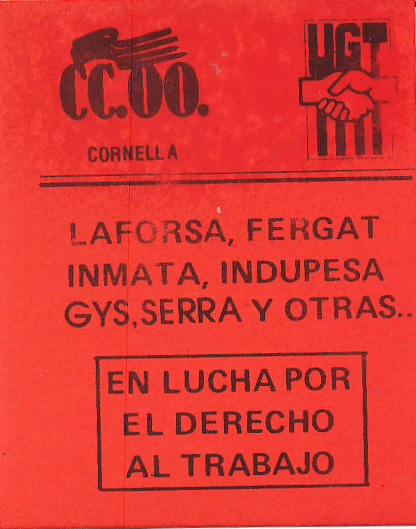 CC.OO.
CORNELLA
UGT
LAFORSA, FERGAT
INMATA, INDUPESA
GYS,SERRA Y OTRAS..
EN LUCHA POR
EL DERECHO
AL TRABAJO